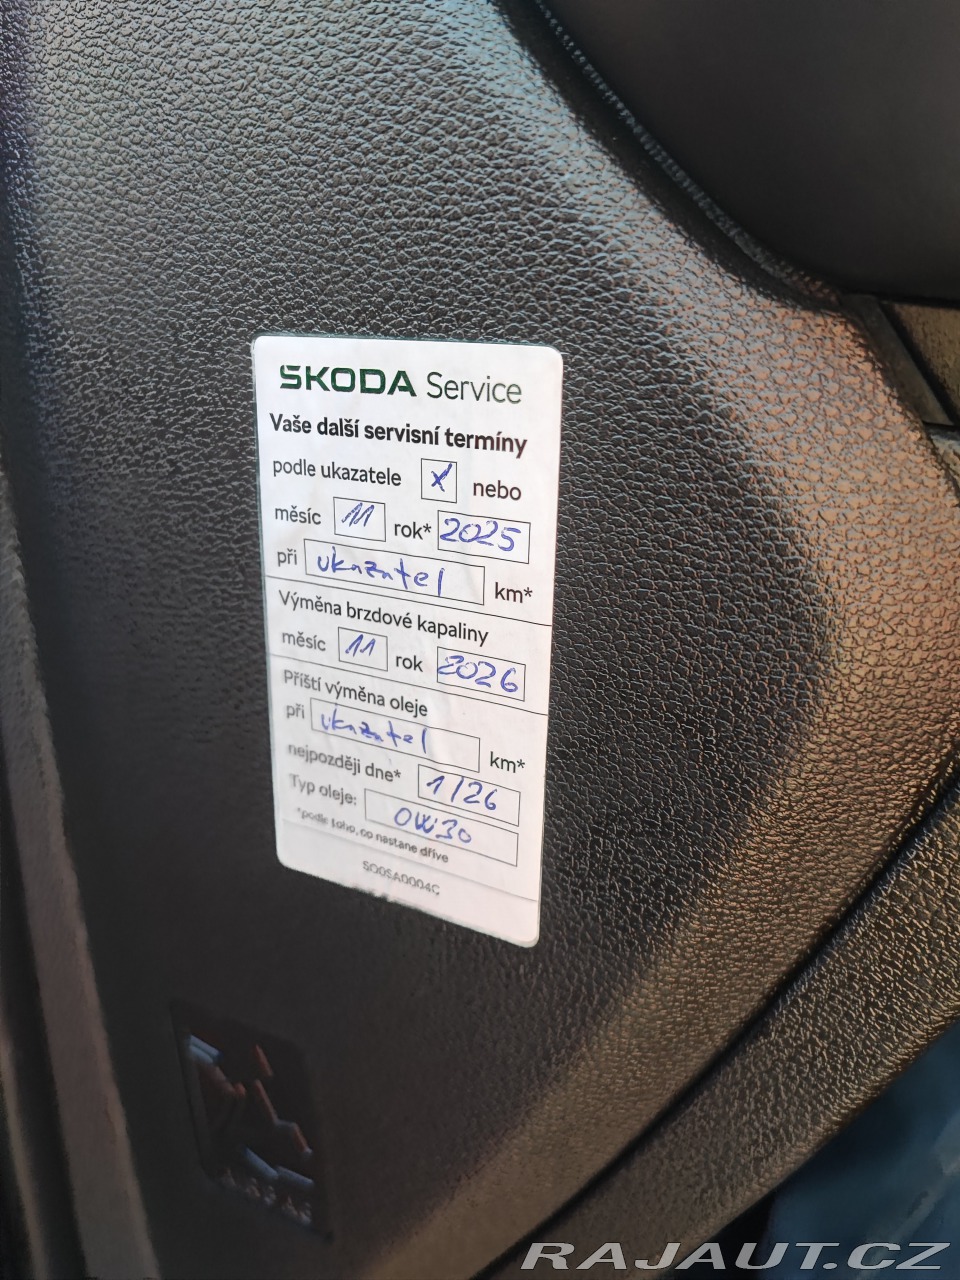 ŠKODA Service
Vaše další servisní termíny
podle ukazatele x nebo
měsíc 11 rok* 2025
při ukazatel km*
Výměna brzdové kapaliny
měsíc 11 rok 2026
Příští výměna oleje
při ukazatel km*
nejpozději dne* 1/26
Typ oleje: 0W30
*podle toho, co nastane dříve
S00SA0004C
RAJAUT.CZ